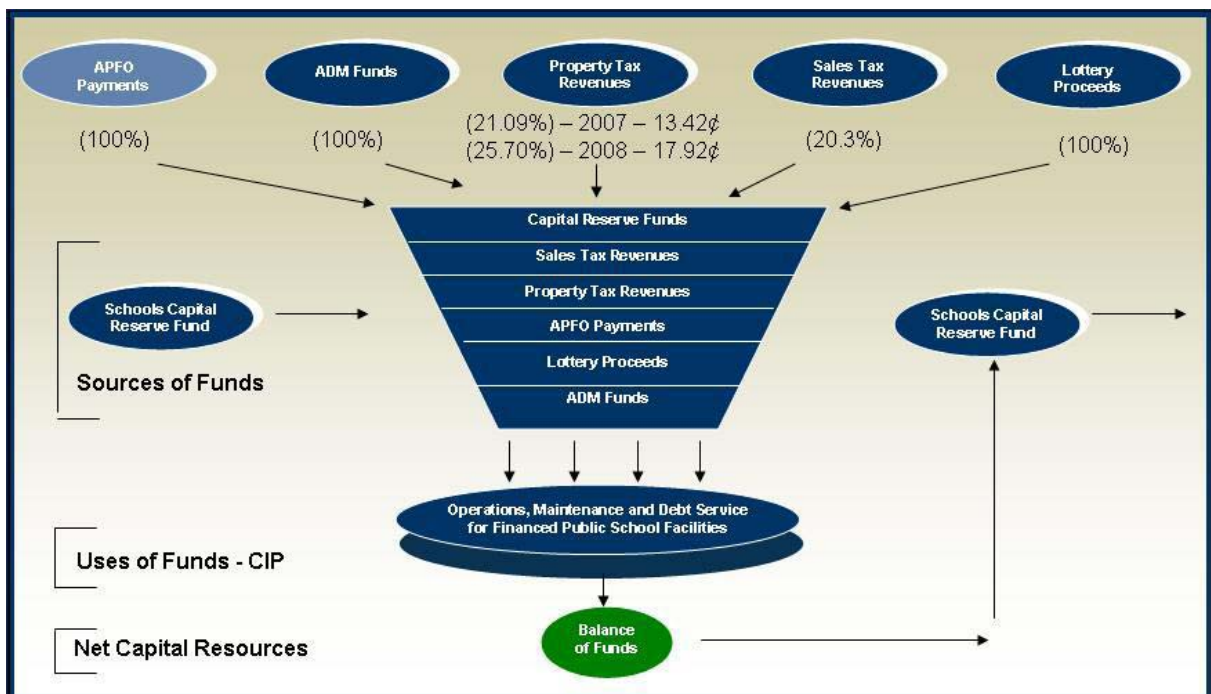 APFO
Payments
ADM Funds
Property Tax
Revenues
Sales Tax
Revenues
Lottery
Proceeds
(100%)
(100%)
(21.09%) – 2007 – 13.42¢
(25.70%) – 2008 – 17.92¢
(20.3%)
(100%)
Capital Reserve Funds
Sales Tax Revenues
Property Tax Revenues
APFO Payments
Lottery Proceeds
ADM Funds
Schools Capital
Reserve Fund
Sources of Funds
Schools Capital
Reserve Fund
Operations, Maintenance and Debt Service
for Financed Public School Facilities
Uses of Funds - CIP
Balance
of Funds
Net Capital Resources